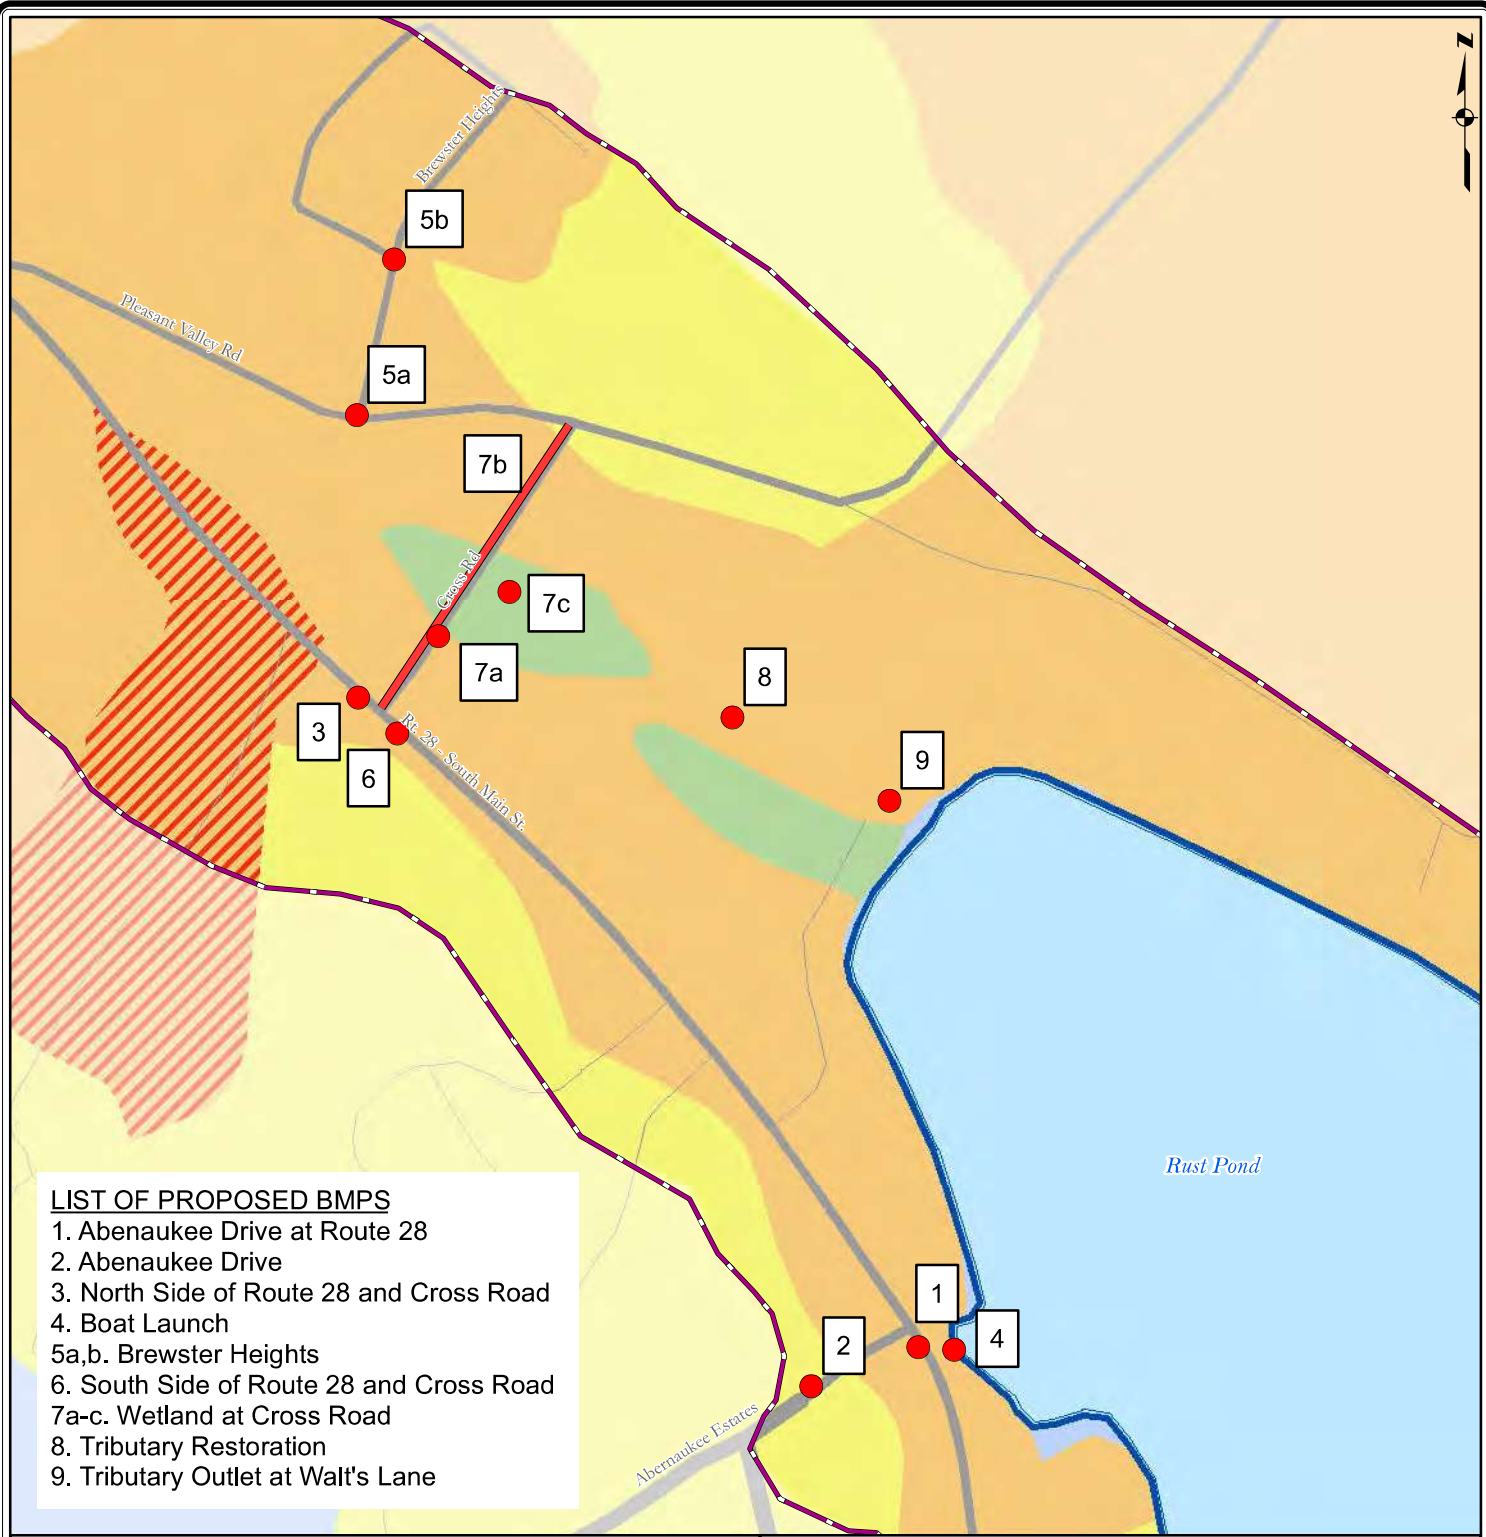 N
Brewster Heights
5b
Pleasant Valley Rd
5a
7b
Cross Rd
7c
7a
8
3
Rt. 28 - South Main St.
6
9
Rust Pond
LIST OF PROPOSED BMPS
1. Abenaukee Drive at Route 28
2. Abenaukee Drive
3. North Side of Route 28 and Cross Road
4. Boat Launch
5a,b. Brewster Heights
6. South Side of Route 28 and Cross Road
7a-c. Wetland at Cross Road
8. Tributary Restoration
9. Tributary Outlet at Walt's Lane
1
4
2
Abernaukee Estates